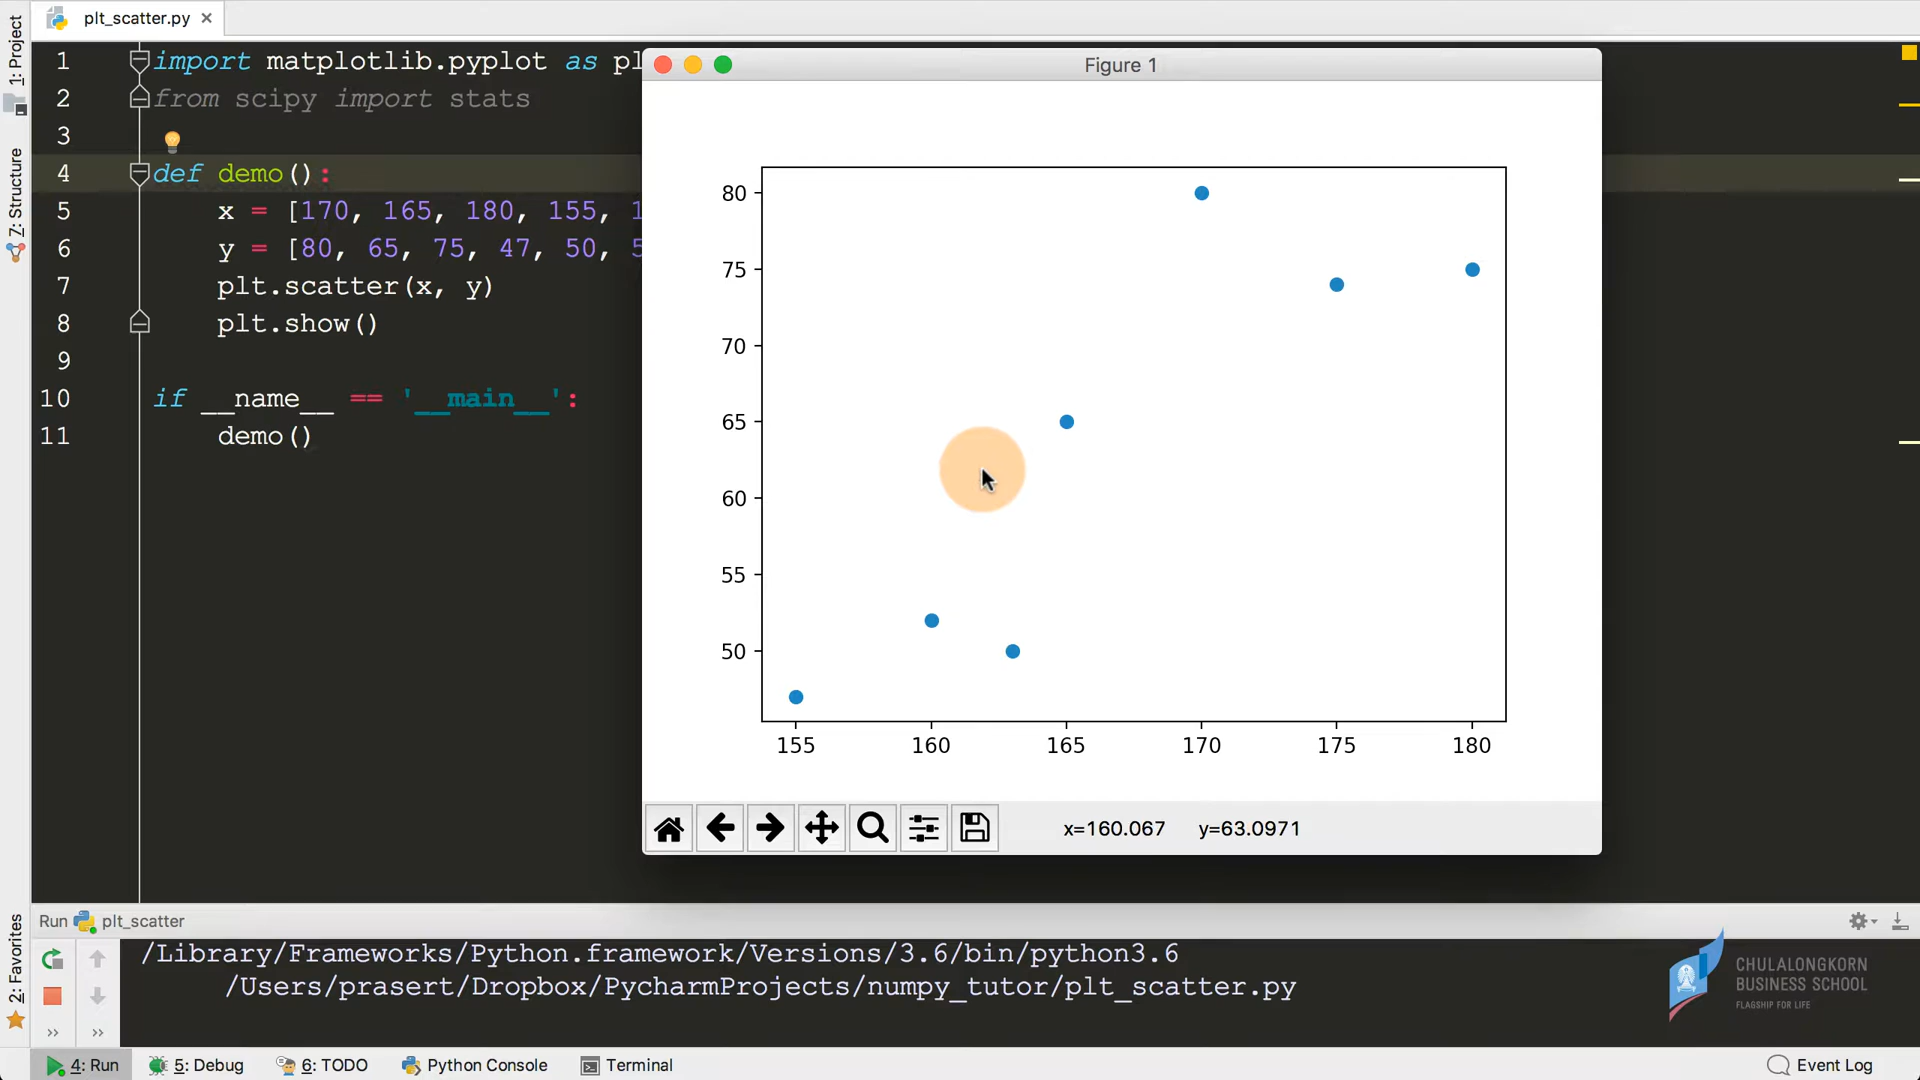 plt_scatter.py
1: Project
7: Structure
2: Favorites
1 import matplotlib.pyplot as pl
2 from scipy import stats
3
4 def demo():
5 x = [170, 165, 180, 155, 1
6 y = [80, 65, 75, 47, 50, 5
7 plt.scatter(x, y)
8 plt.show()
9
10 if __name__ == '__main__':
11 demo()
Figure 1
80
75
70
65
60
55
50
155 160 165 170 175 180
x=160.067 y=63.0971
Run plt_scatter
/Library/Frameworks/Python.framework/Versions/3.6/bin/python3.6
/Users/prasert/Dropbox/PycharmProjects/numpy_tutor/plt_scatter.py
CHULALONGKORN
BUSINESS SCHOOL
FLAGSHIP FOR LIFE
4: Run 5: Debug 6: TODO Python Console Terminal Event Log